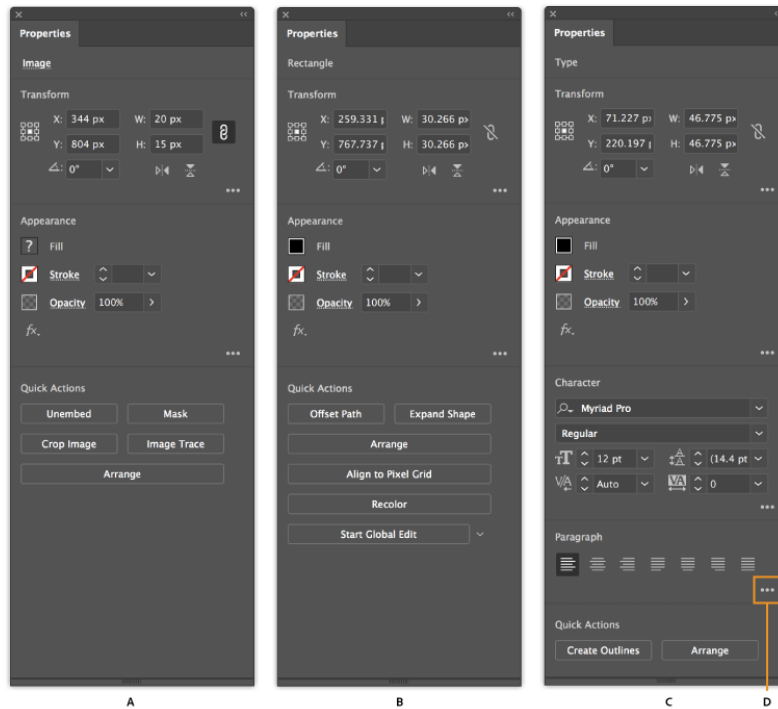 Properties
Image
Transform
X: 344 px W: 20 px
Y: 804 px H: 15 px
0°
Appearance
? Fill
Stroke
Opacity 100%
fx.
Quick Actions
Unembed Mask
Crop Image Image Trace
Arrange
A
Properties
Rectangle
Transform
X: 259.331 W: 30.266 px
Y: 767.737 H: 30.266 px
0°
Appearance
Fill
Stroke
Opacity 100%
fx.
Quick Actions
Offset Path Expand Shape
Arrange
Align to Pixel Grid
Recolor
Start Global Edit
B
Properties
Type
Transform
X: 71.227 W: 46.775 px
Y: 220.197 H: 46.775 px
0°
Appearance
Fill
Stroke
Opacity 100%
fx.
Character
Myriad Pro
Regular
12 pt (14.4 pt
Auto 0
Paragraph
Quick Actions
Create Outlines Arrange
C D